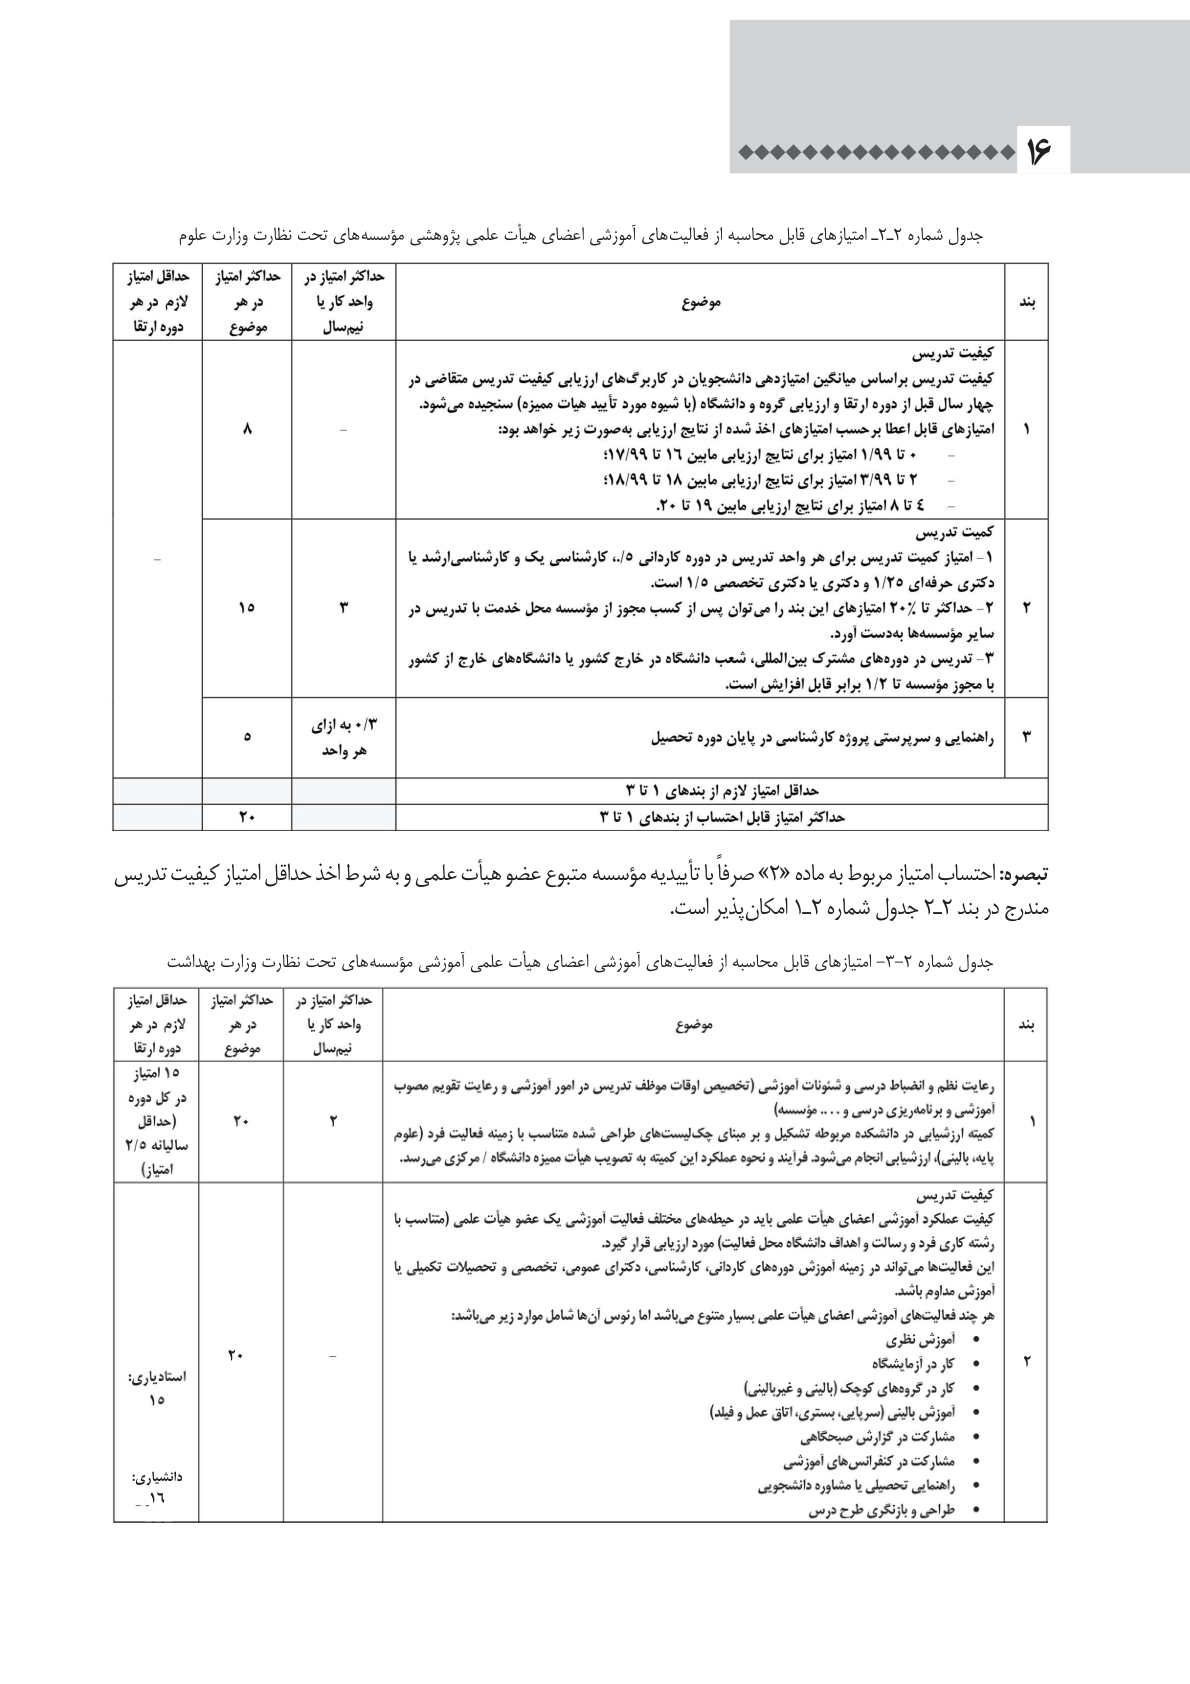 ۱۶
جدول شماره ۲ـ۲ـ امتیازهای قابل محاسبه از فعالیت‌های آموزشی اعضای هیأت علمی پژوهشی مؤسسه‌های تحت نظارت وزارت علوم
بند
موضوع
حداکثر امتیاز در
واحد کار یا
نیم‌سال
حداکثر امتیاز
در هر
موضوع
حداقل امتیاز
لازم در هر
دوره ارتقا
۱
کیفیت تدریس
کیفیت تدریس براساس میانگین امتیازدهی دانشجویان در کاربرگ‌های ارزیابی کیفیت تدریس متقاضی در
چهار سال قبل از دوره ارتقا و ارزیابی گروه و دانشگاه (با شیوه مورد تأیید هیات ممیزه) سنجیده می‌شود.
امتیازهای قابل اعطا برحسب امتیازهای اخذ شده از نتایج ارزیابی به‌صورت زیر خواهد بود:
– ۰ تا ۱/۹۹ امتیاز برای نتایج ارزیابی مابین ۱۶ تا ۱۷/۹۹؛
– ۲ تا ۳/۹۹ امتیاز برای نتایج ارزیابی مابین ۱۸ تا ۱۸/۹۹؛
– ٤ تا ۸ امتیاز برای نتایج ارزیابی مابین ۱۹ تا ۲۰.
–
۸
–
۲
کمیت تدریس
۱- امتیاز کمیت تدریس برای هر واحد تدریس در دوره کاردانی ۰/۵، کارشناسی یک و کارشناسی‌ارشد یا
دکتری حرفه‌ای ۱/۲۵ و دکتری یا دکتری تخصصی ۱/۵ است.
۲- حداکثر تا ۲۰٪ امتیازهای این بند را می‌توان پس از کسب مجوز از مؤسسه محل خدمت با تدریس در
سایر مؤسسه‌ها به‌دست آورد.
۳- تدریس در دوره‌های مشترک بین‌المللی، شعب دانشگاه در خارج کشور یا دانشگاه‌های خارج از کشور
با مجوز مؤسسه تا ۱/۲ برابر قابل افزایش است.
۳
۱۵
۳
راهنمایی و سرپرستی پروژه کارشناسی در پایان دوره تحصیل
۰/۳ به ازای
هر واحد
۵
حداقل امتیاز لازم از بندهای ۱ تا ۳
حداکثر امتیاز قابل احتساب از بندهای ۱ تا ۳
۲۰
تبصره: احتساب امتیاز مربوط به ماده «۲» صرفاً با تأییدیه مؤسسه متبوع عضو هیأت علمی و به شرط اخذ حداقل امتیاز کیفیت تدریس
مندرج در بند ۲ـ۲ جدول شماره ۲ـ۱ امکان‌پذیر است.
جدول شماره ۲-۳- امتیازهای قابل محاسبه از فعالیت‌های آموزشی اعضای هیأت علمی آموزشی مؤسسه‌های تحت نظارت وزارت بهداشت
بند
موضوع
حداکثر امتیاز در
واحد کار یا
نیم‌سال
حداکثر امتیاز
در هر
موضوع
حداقل امتیاز
لازم در هر
دوره ارتقا
۱
رعایت نظم و انضباط درسی و شئونات آموزشی (تخصیص اوقات موظف تدریس در امور آموزشی و رعایت تقویم مصوب
آموزشی و برنامه‌ریزی درسی و .... مؤسسه)
کمیته ارزشیابی در دانشکده مربوطه تشکیل و بر مبنای چک‌لیست‌های طراحی شده متناسب با زمینه فعالیت فرد (علوم
پایه، بالینی)، ارزشیابی انجام می‌شود. فرآیند و نحوه عملکرد این کمیته به تصویب هیأت ممیزه دانشگاه / مرکزی می‌رسد.
۲
۲۰
۱۵ امتیاز
در کل دوره
(حداقل
سالیانه ۲/۵
امتیاز)
۲
کیفیت تدریس
کیفیت عملکرد آموزشی اعضای هیأت علمی باید در حیطه‌های مختلف فعالیت آموزشی یک عضو هیأت علمی (متناسب با
رشته کاری فرد و رسالت و اهداف دانشگاه محل فعالیت) مورد ارزیابی قرار گیرد.
این فعالیت‌ها می‌تواند در زمینه آموزش دوره‌های کاردانی، کارشناسی، دکترای عمومی، تخصصی و تحصیلات تکمیلی یا
آموزش مداوم باشد.
هر چند فعالیت‌های آموزشی اعضای هیأت علمی بسیار متنوع می‌باشد اما رئوس آن‌ها شامل موارد زیر می‌باشد:
• آموزش نظری
• کار در آزمایشگاه
• کار در گروه‌های کوچک (بالینی و غیربالینی)
• آموزش بالینی (سرپایی، بستری، اتاق عمل و فیلد)
• مشارکت در گزارش صبحگاهی
• مشارکت در کنفرانس‌های آموزشی
• راهنمایی تحصیلی یا مشاوره دانشجویی
• طراحی و بازنگری طرح درس
–
۲۰
استادیاری:
۱۵
دانشیاری:
۱۶